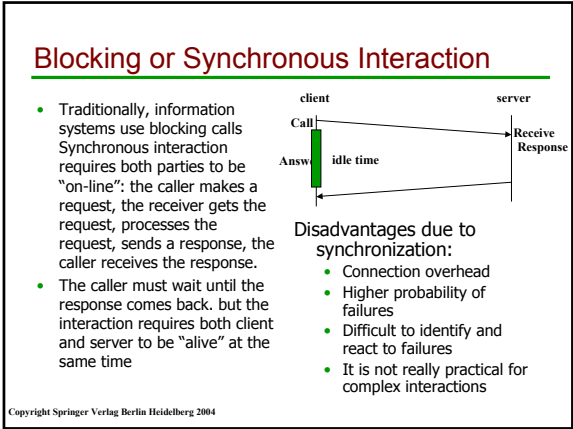 Blocking or Synchronous Interaction
• Traditionally, information
systems use blocking calls
Synchronous interaction
requires both parties to be
“on-line”: the caller makes a
request, the receiver gets the
request, processes the
request, sends a response, the
caller receives the response.
• The caller must wait until the
response comes back. but the
interaction requires both client
and server to be “alive” at the
same time
client
server
Call
Receive
Response
Answ
idle time
Disadvantages due to
synchronization:
• Connection overhead
• Higher probability of
failures
• Difficult to identify and
react to failures
• It is not really practical for
complex interactions
Copyright Springer Verlag Berlin Heidelberg 2004